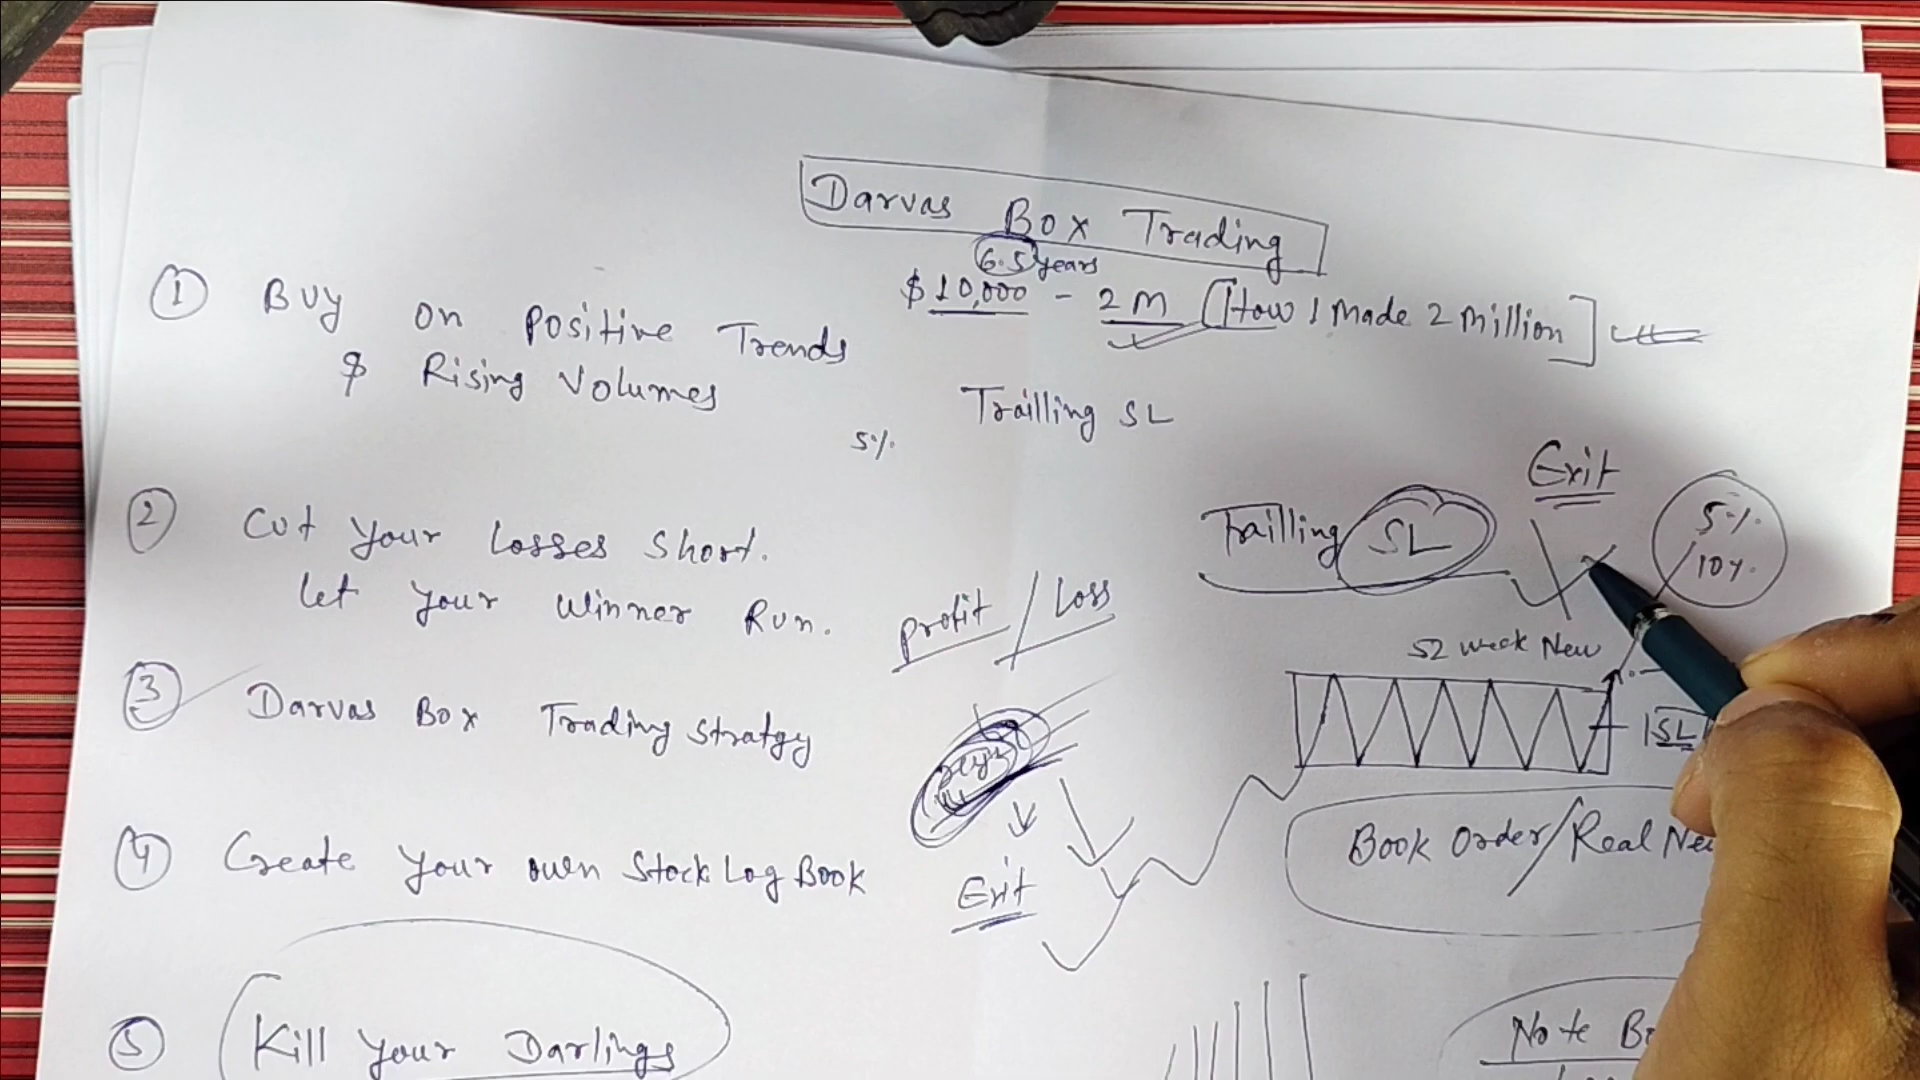 Darvas Box Trading
6.5 years
$10,000 - 2M [How I Made 2 Million]
① Buy on Positive Trends
$ Rising Volumes
Trailling SL
5%
Exit
Trailling SL
5%
10%
② Cut Your Losses Short.
Let Your Winner Run.
Profit / Loss
52 week New
SL
③ Darvas Box Trading Stratgy
Book Order/Real
④ Create Your own Stock Log Book
Exit
⑤ Kill Your Darlings
Note